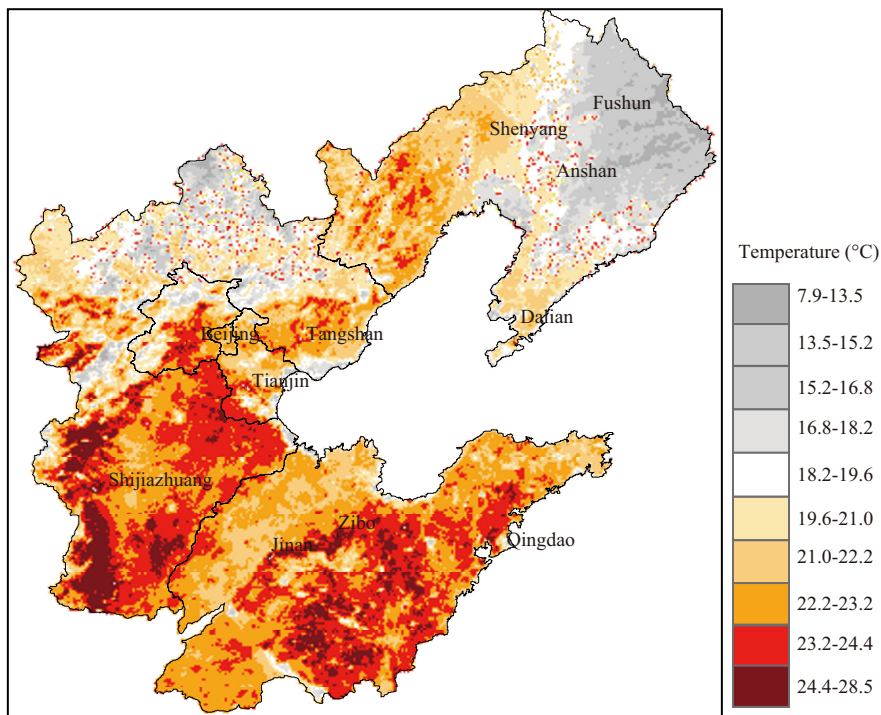 Fushun
Shenyang
Anshan
Dalian
Beijing
Tangshan
Tianjin
Shijiazhuang
Zibo
Jinan
Qingdao
Temperature (°C)
7.9-13.5
13.5-15.2
15.2-16.8
16.8-18.2
18.2-19.6
19.6-21.0
21.0-22.2
22.2-23.2
23.2-24.4
24.4-28.5